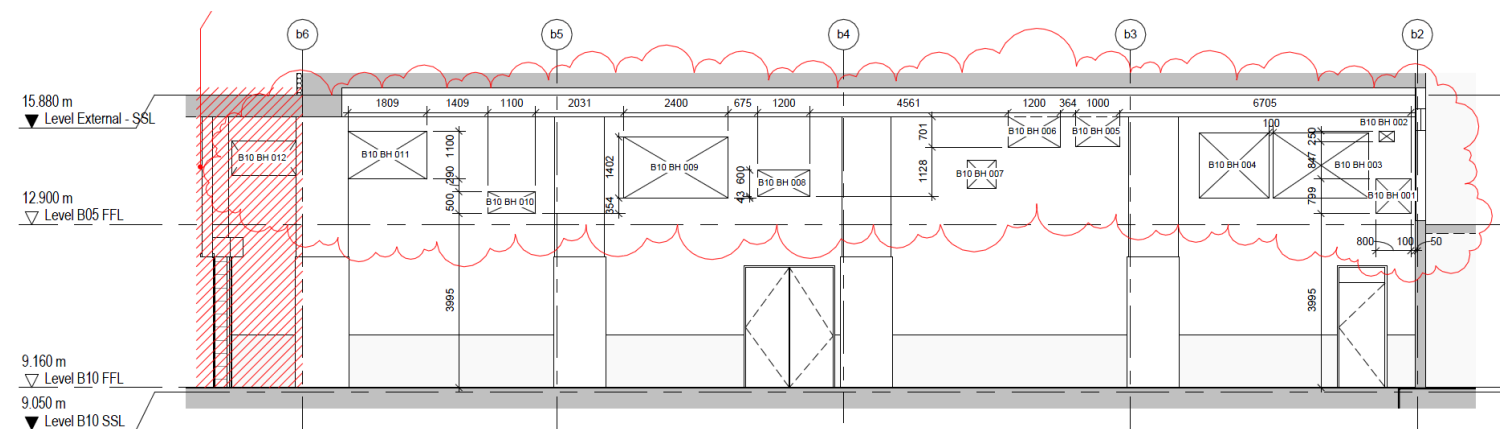 b6
b5
b4
b3
b2
15.880 m
Level External - SSL
1809
1409
1100
2031
2400
675
1200
4561
1200
364
1000
6705
100
B10 BH 002
250
B10 BH 006
B10 BH 005
701
B10 BH 012
B10 BH 011
1100
1402
B10 BH 009
600
B10 BH 008
1128
B10 BH 007
B10 BH 004
B10 BH 003
847
290
43
12.900 m
Level B05 FFL
500
B10 BH 010
354
799
B10 BH 001
800
100
50
3995
3995
9.160 m
Level B10 FFL
9.050 m
Level B10 SSL